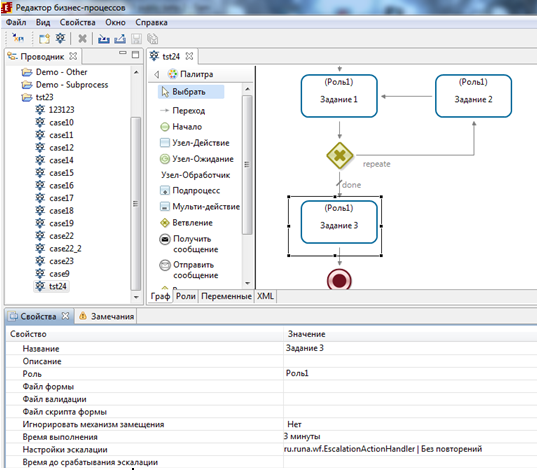 Редактор бизнес-процессов
Файл Вид Свойства Окно Справка
Проводник
Demo - Other
Demo - Subprocess
tst23
123123
case10
case11
case12
case14
case15
case16
case17
case18
case19
case22
case22_2
case23
case9
tst24
tst24
Палитра
Выбрать
Переход
Начало
Узел-Действие
Узел-Ожидание
Узел-Обработчик
Подпроцесс
Мульти-действие
Ветвление
Получить
сообщение
Отправить
сообщение
(Роль1)
Задание 1
(Роль1)
Задание 2
repeate
done
(Роль1)
Задание 3
Граф Роли Переменные XML
Свойства Замечания
Свойство Значение
Название Задание 3
Описание
Роль Роль1
Файл формы
Файл валидации
Файл скрипта формы
Игнорировать механизм замещения Нет
Время выполнения 3 минуты
Настройки эскалации ru.runa.wf.EscalationActionHandler | Без повторений
Время до срабатывания эскалации